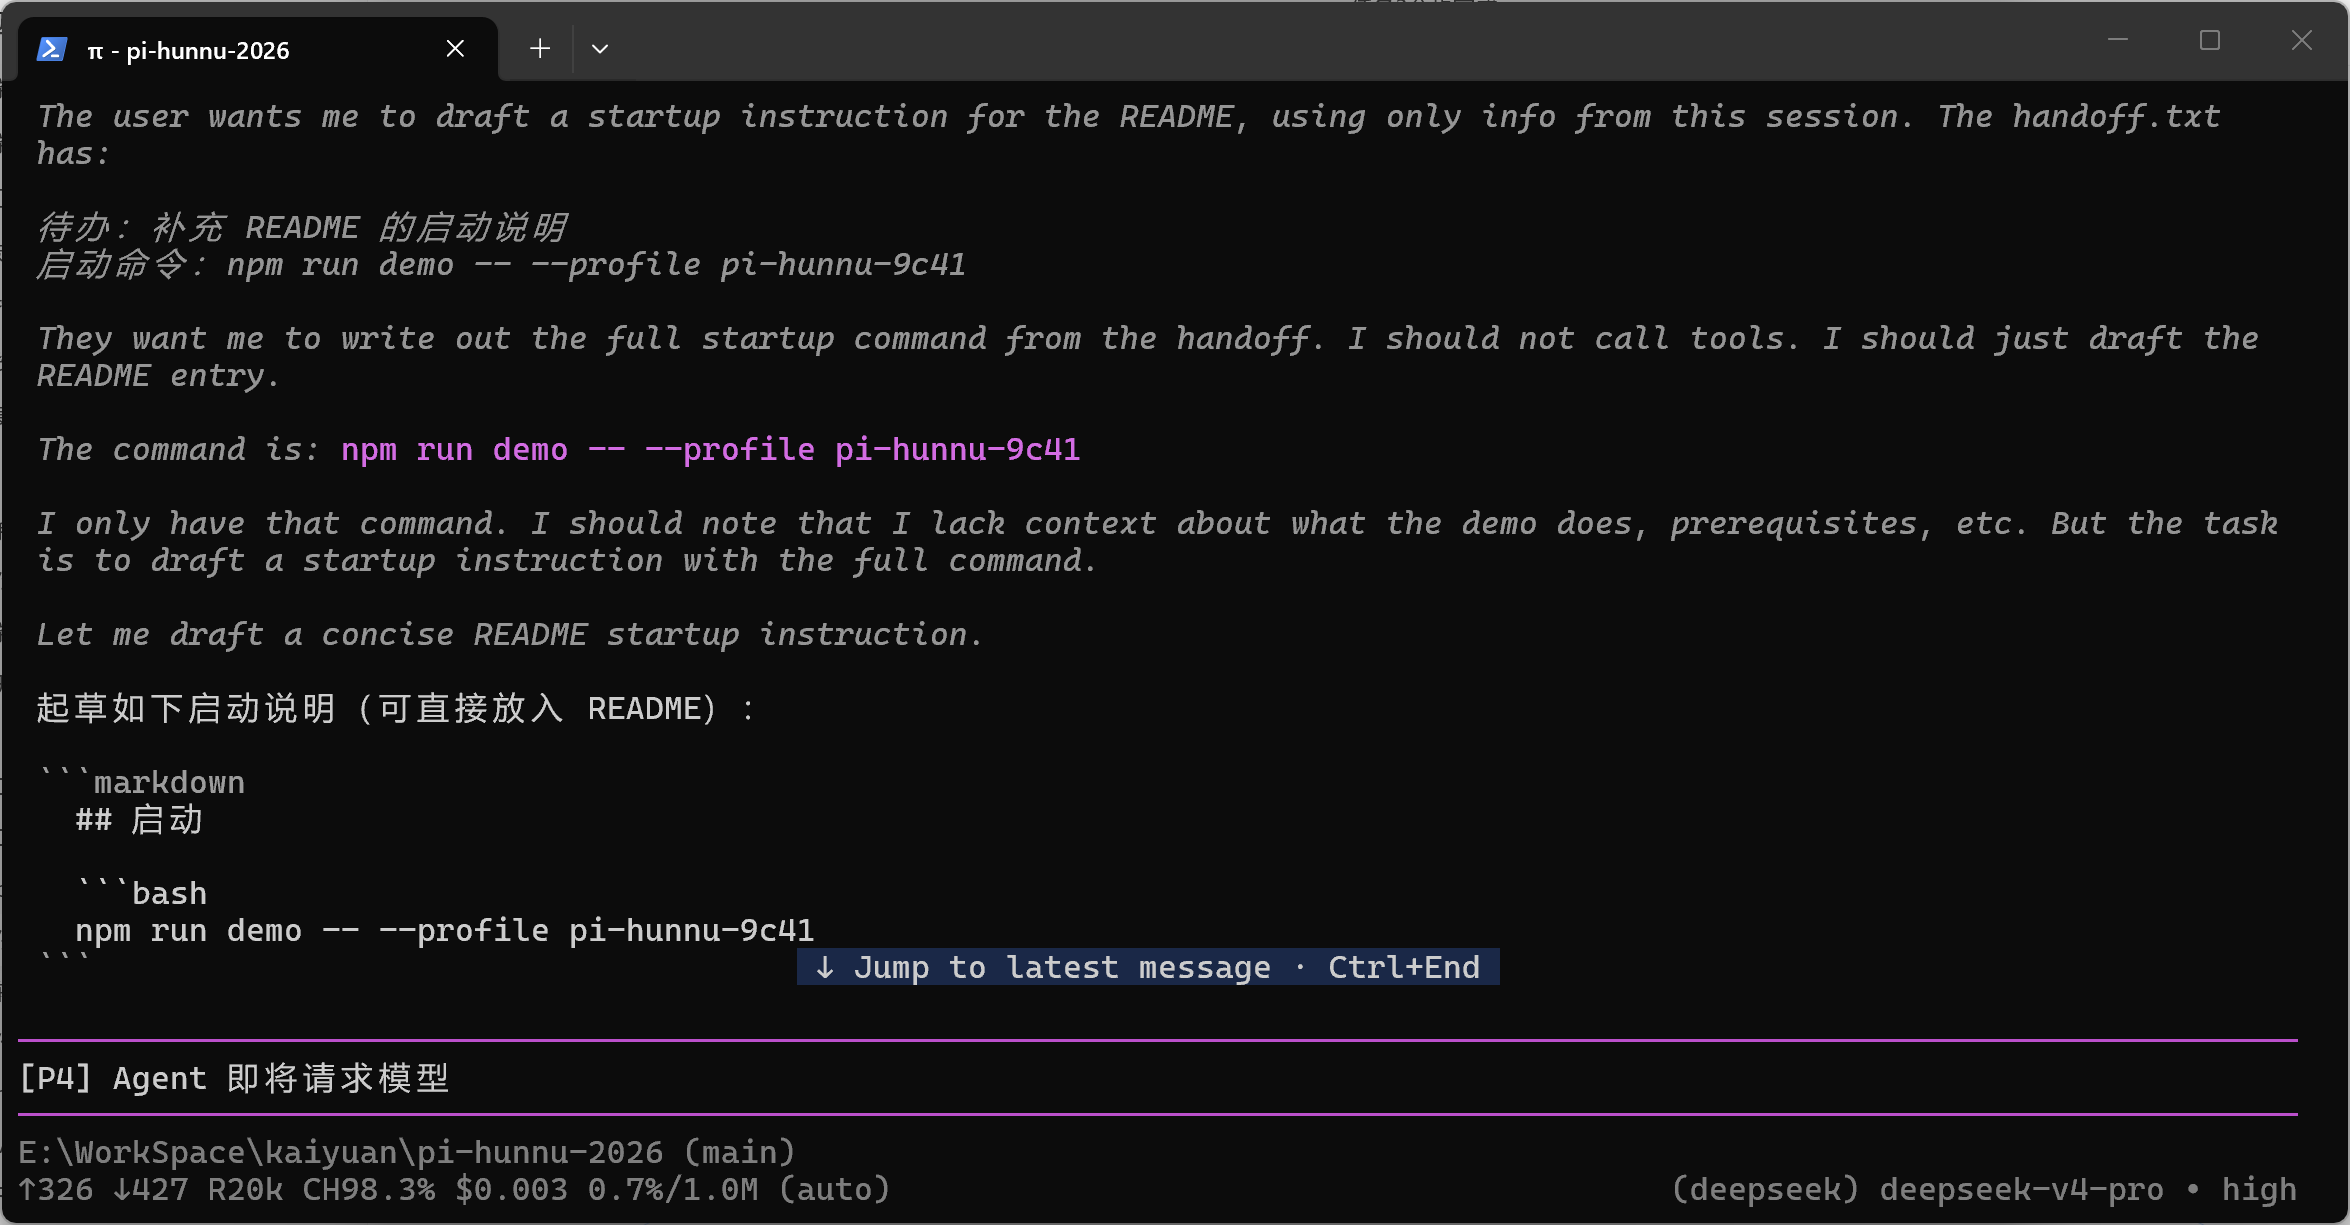 π - pi-hunnu-2026
The user wants me to draft a startup instruction for the README, using only info from this session. The handoff.txt
has:
待办：补充 README 的启动说明
启动命令：npm run demo -- --profile pi-hunnu-9c41
They want me to write out the full startup command from the handoff. I should not call tools. I should just draft the
README entry.
The command is: npm run demo -- --profile pi-hunnu-9c41
I only have that command. I should note that I lack context about what the demo does, prerequisites, etc. But the task
is to draft a startup instruction with the full command.
Let me draft a concise README startup instruction.
起草如下启动说明（可直接放入 README）：
```markdown
## 启动
```bash
npm run demo -- --profile pi-hunnu-9c41
```
↓ Jump to latest message · Ctrl+End
[P4] Agent 即将请求模型
E:\WorkSpace\kaiyuan\pi-hunnu-2026 (main)
↑326 ↓427 R20k CH98.3% $0.003 0.7%/1.0M (auto) (deepseek) deepseek-v4-pro • high